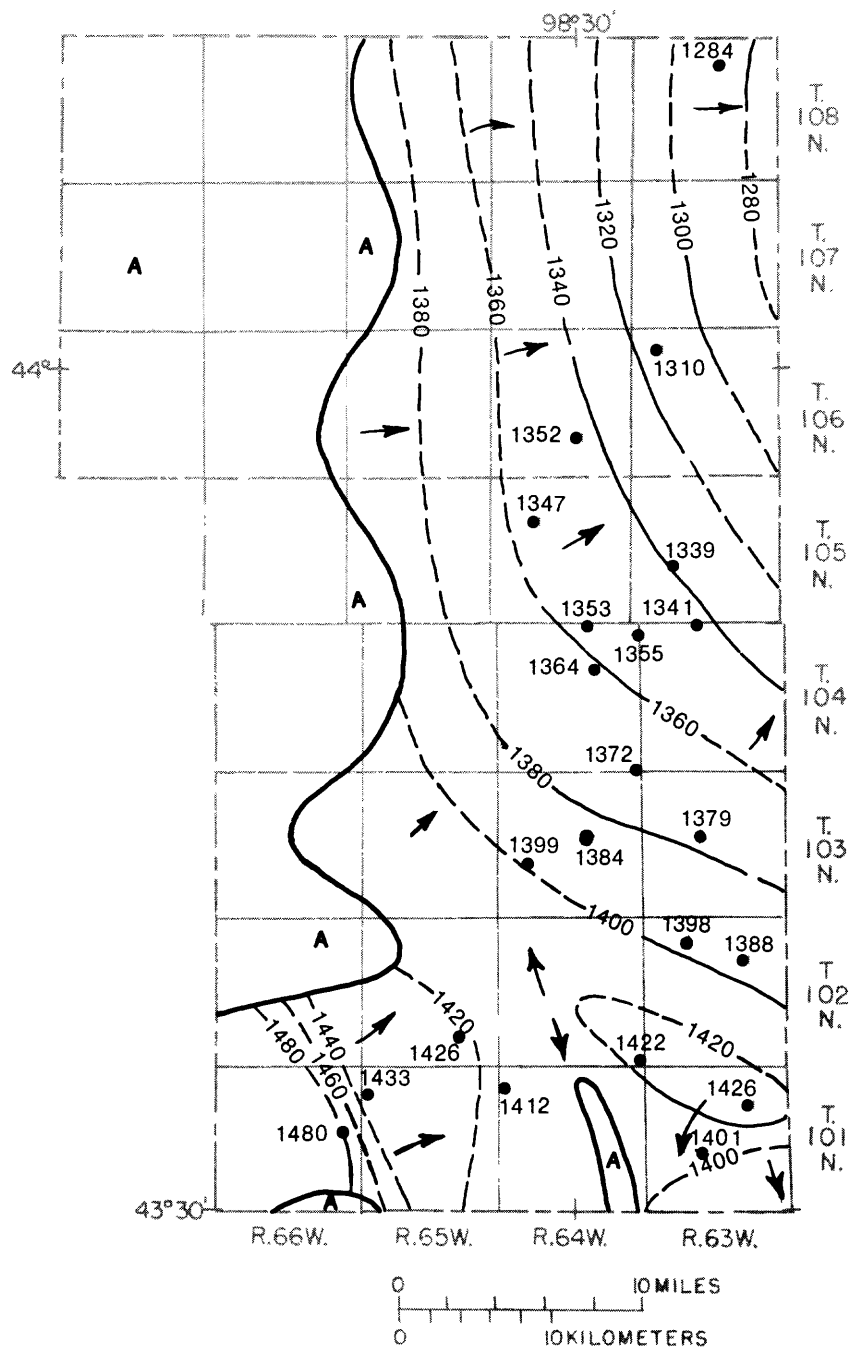 98°30'
1284
T.
108
N.
1280
1300
1320
T.
107
N.
A
A
1340
1360
1380
44°
1310
T.
106
N.
1352
1347
T.
105
N.
1339
A
1353
1341
1355
1364
T.
104
N.
1360
1372
1380
1379
T.
103
N.
1399
1384
1400
A
1398
1388
T
102
N.
1420
1480
1440
1460
1426
1422
1420
1433
1412
1426
T.
101
N.
1480
1401
1400
A
A
43°30'
R.66W.
R.65W.
R.64W.
R.63W.
0
10 MILES
0
10 KILOMETERS